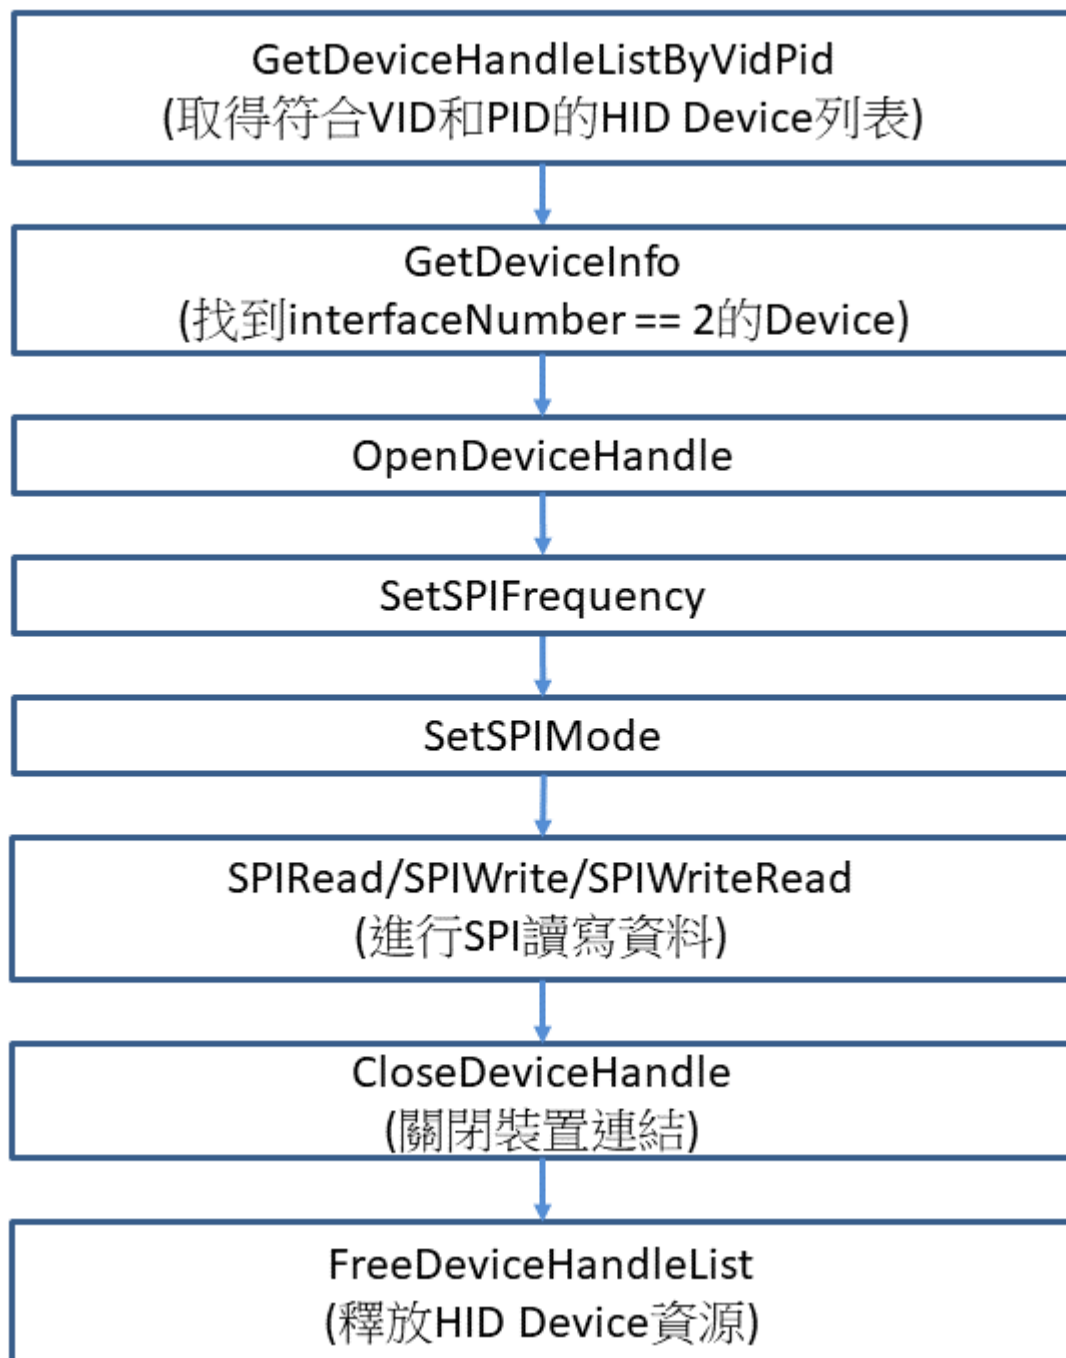 GetDeviceHandleListByVidPid
(取得符合VID和PID的HID Device列表)
GetDeviceInfo
(找到interfaceNumber == 2的Device)
OpenDeviceHandle
SetSPIFrequency
SetSPIMode
SPIRead/SPIWrite/SPIWriteRead
(進行SPI讀寫資料)
CloseDeviceHandle
(關閉裝置連結)
FreeDeviceHandleList
(釋放HID Device資源)